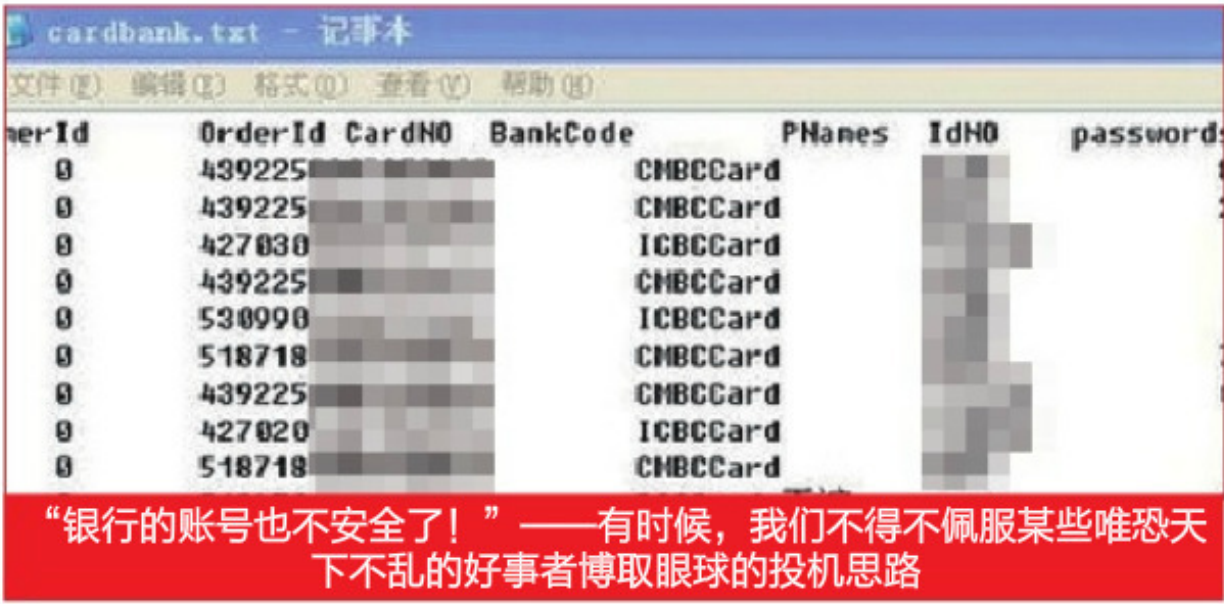 cardbank.txt - 记事本
文件(F) 编辑(E) 格式(O) 查看(V) 帮助(H)
merId OrderId CardNO BankCode PNames IdNO passwords
0 439225 CMBCCard
0 439225 CMBCCard
0 427030 ICBCCard
0 439225 CMBCCard
0 530990 ICBCCard
0 518718 CMBCCard
0 439225 CMBCCard
0 427020 ICBCCard
0 518718 CMBCCard
“银行的账号也不安全了！”——有时候，我们不得不佩服某些唯恐天
下不乱的好事者博取眼球的投机思路